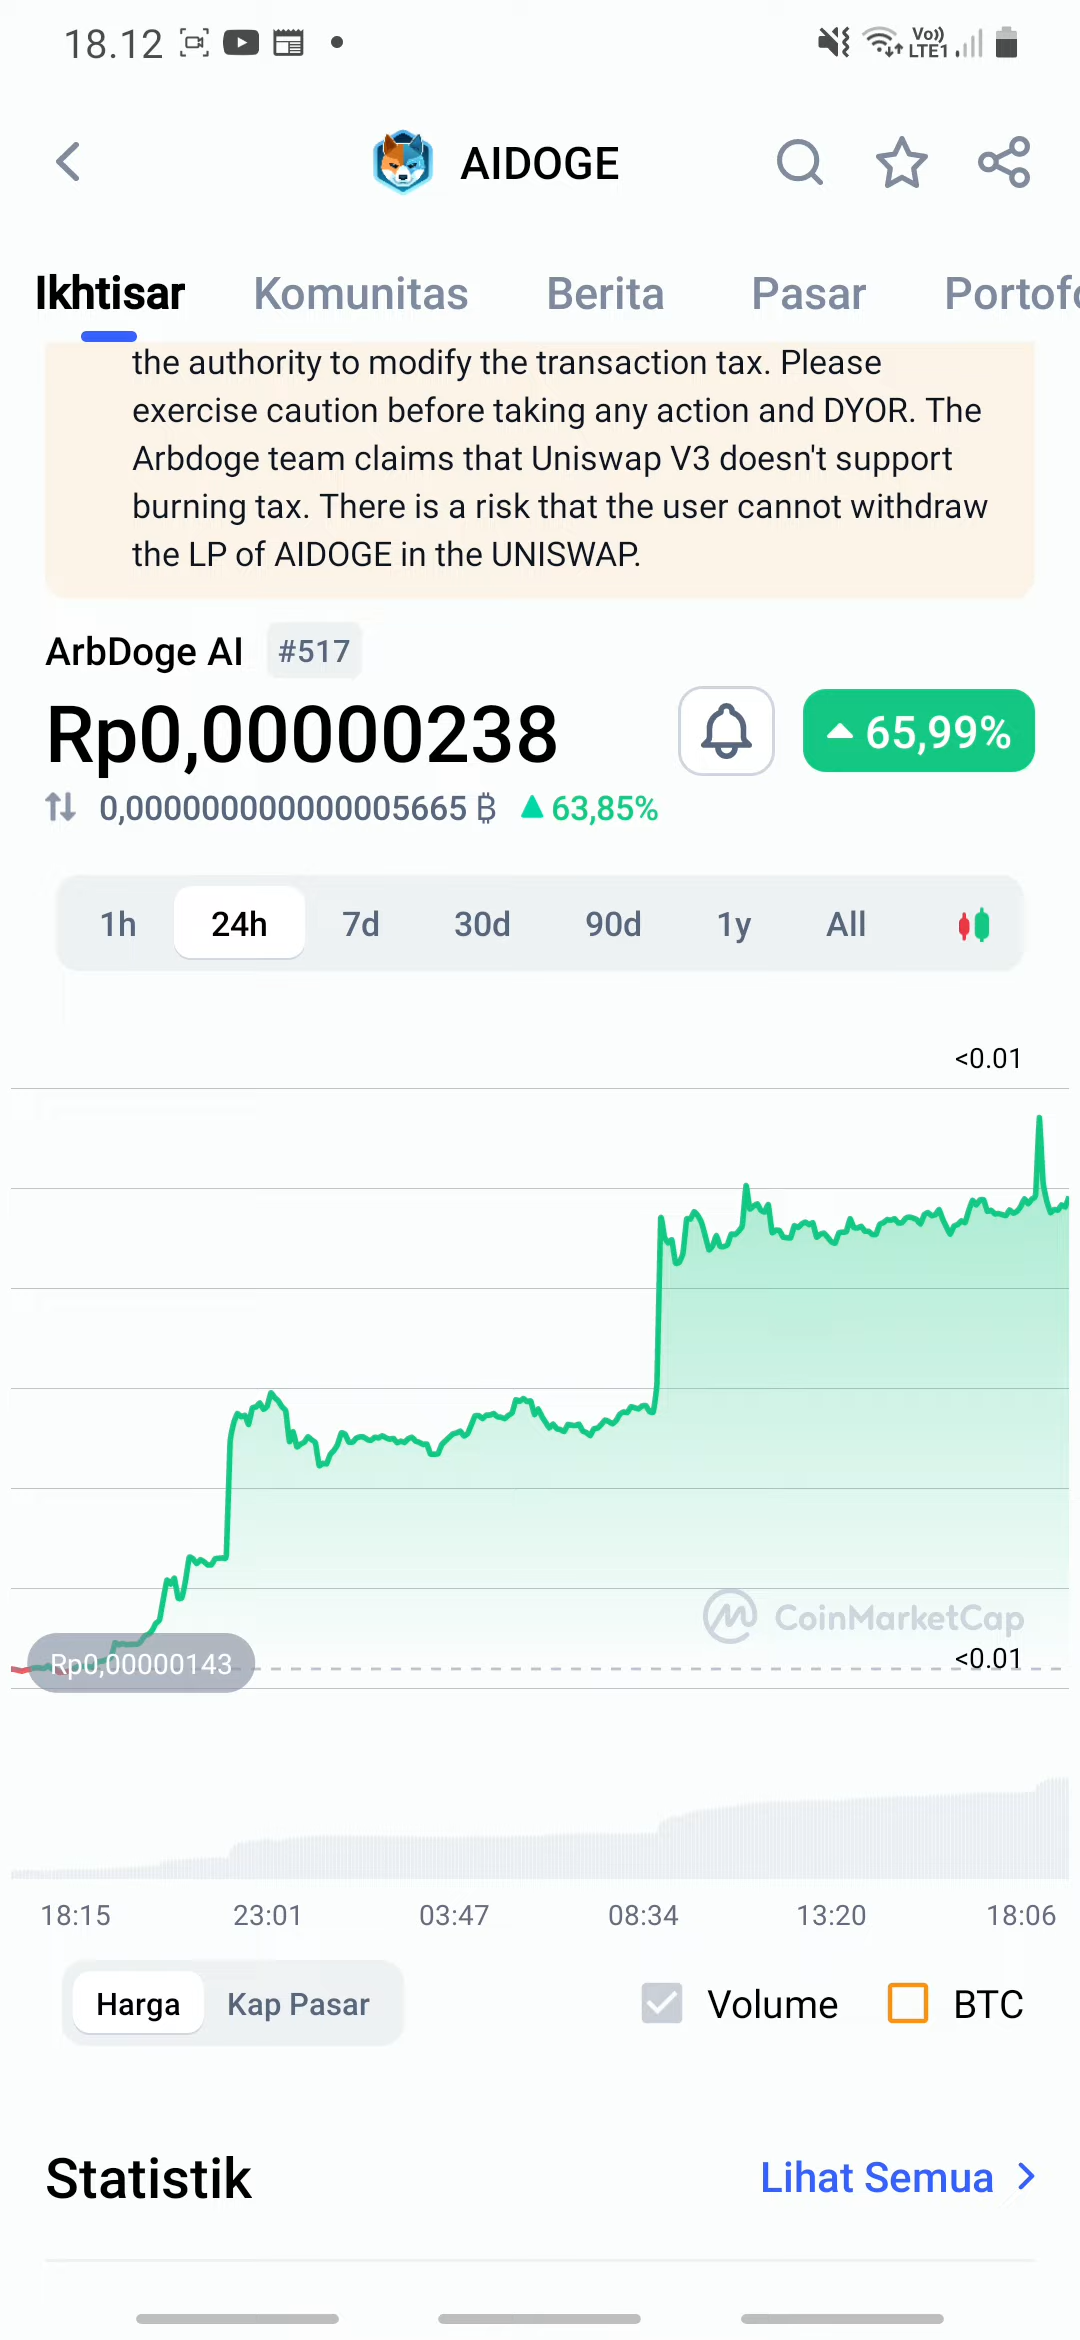 18.12
Vo))
LTE1
AIDOGE
Ikhtisar Komunitas Berita Pasar Portofo
the authority to modify the transaction tax. Please
exercise caution before taking any action and DYOR. The
Arbdoge team claims that Uniswap V3 doesn't support
burning tax. There is a risk that the user cannot withdraw
the LP of AIDOGE in the UNISWAP.
ArbDoge AI #517
Rp0,00000238 65,99%
0,000000000000005665 ₿ 63,85%
1h 24h 7d 30d 90d 1y All
<0.01
CoinMarketCap
Rp0,00000143 <0.01
18:15 23:01 03:47 08:34 13:20 18:06
Harga Kap Pasar Volume BTC
Statistik Lihat Semua